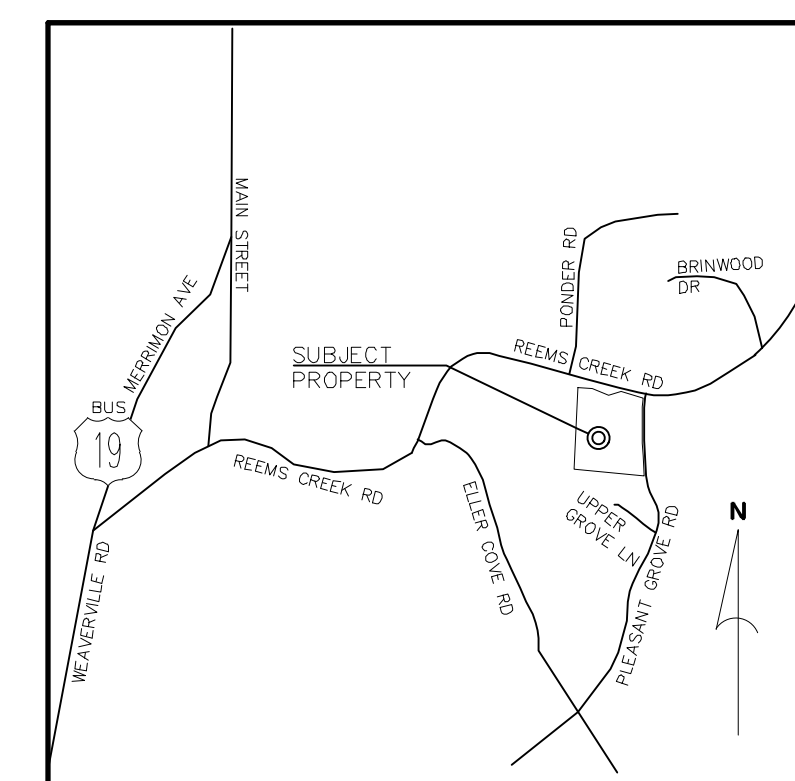 MAIN STREET
PONDER RD
BRINWOOD
DR
MERRIMON AVE
REEMS CREEK RD
SUBJECT
PROPERTY
BUS
19
REEMS CREEK RD
ELLER COVE RD
UPPER
GROVE LN
N
PLEASANT GROVE RD
WEAVERVILLE RD